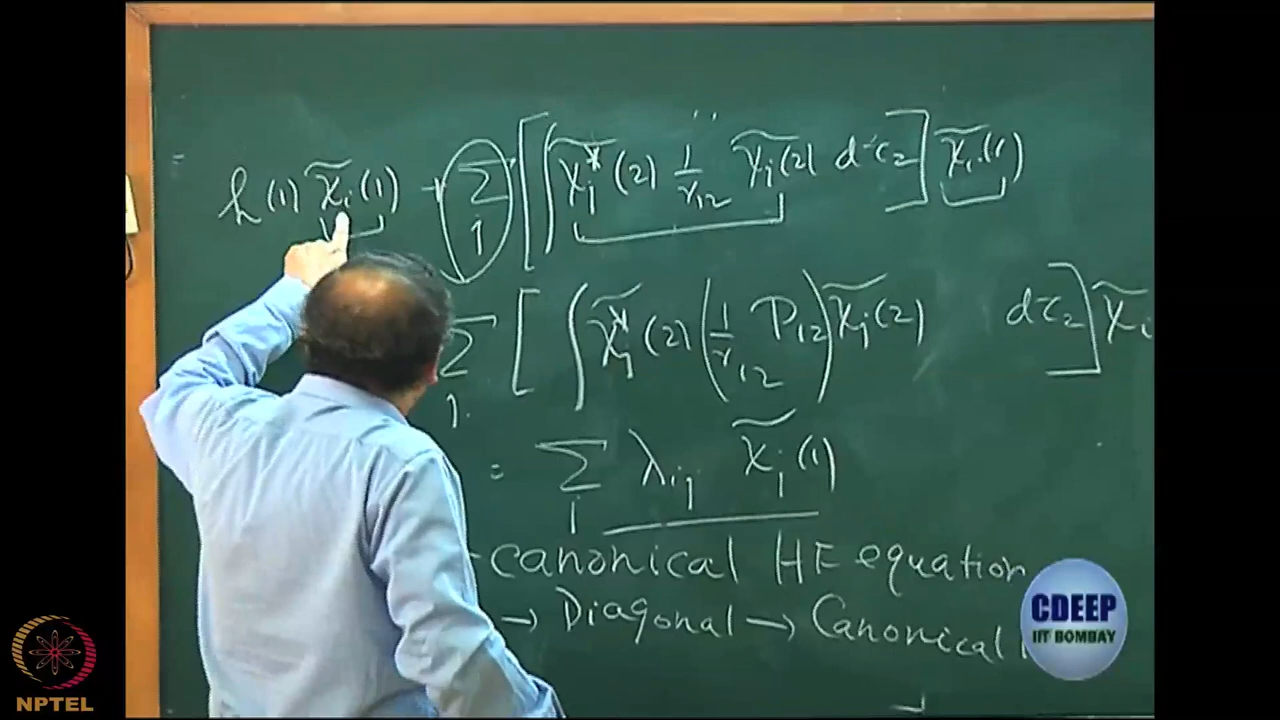 = h(1) χ̃ᵢ(1) + Σⱼ [∫ χ̃ⱼ*(2) 1/r₁₂ χ̃ⱼ(2) dτ₂] χ̃ᵢ(1)
Σⱼ [∫ χ̃ⱼ*(2) (1/r₁₂ P₁₂) χ̃ⱼ(2) dτ₂] χ̃ᵢ
= Σⱼ λᵢⱼ χ̃ⱼ(1)
-canonical HF equation
→ Diagonal → Canonical
CDEEP
IIT BOMBAY
NPTEL